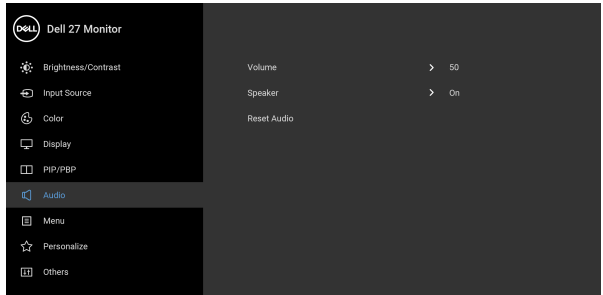 DELL Dell 27 Monitor
Brightness/Contrast
Input Source
Color
Display
PIP/PBP
Audio
Menu
Personalize
Others
Volume 50
Speaker On
Reset Audio